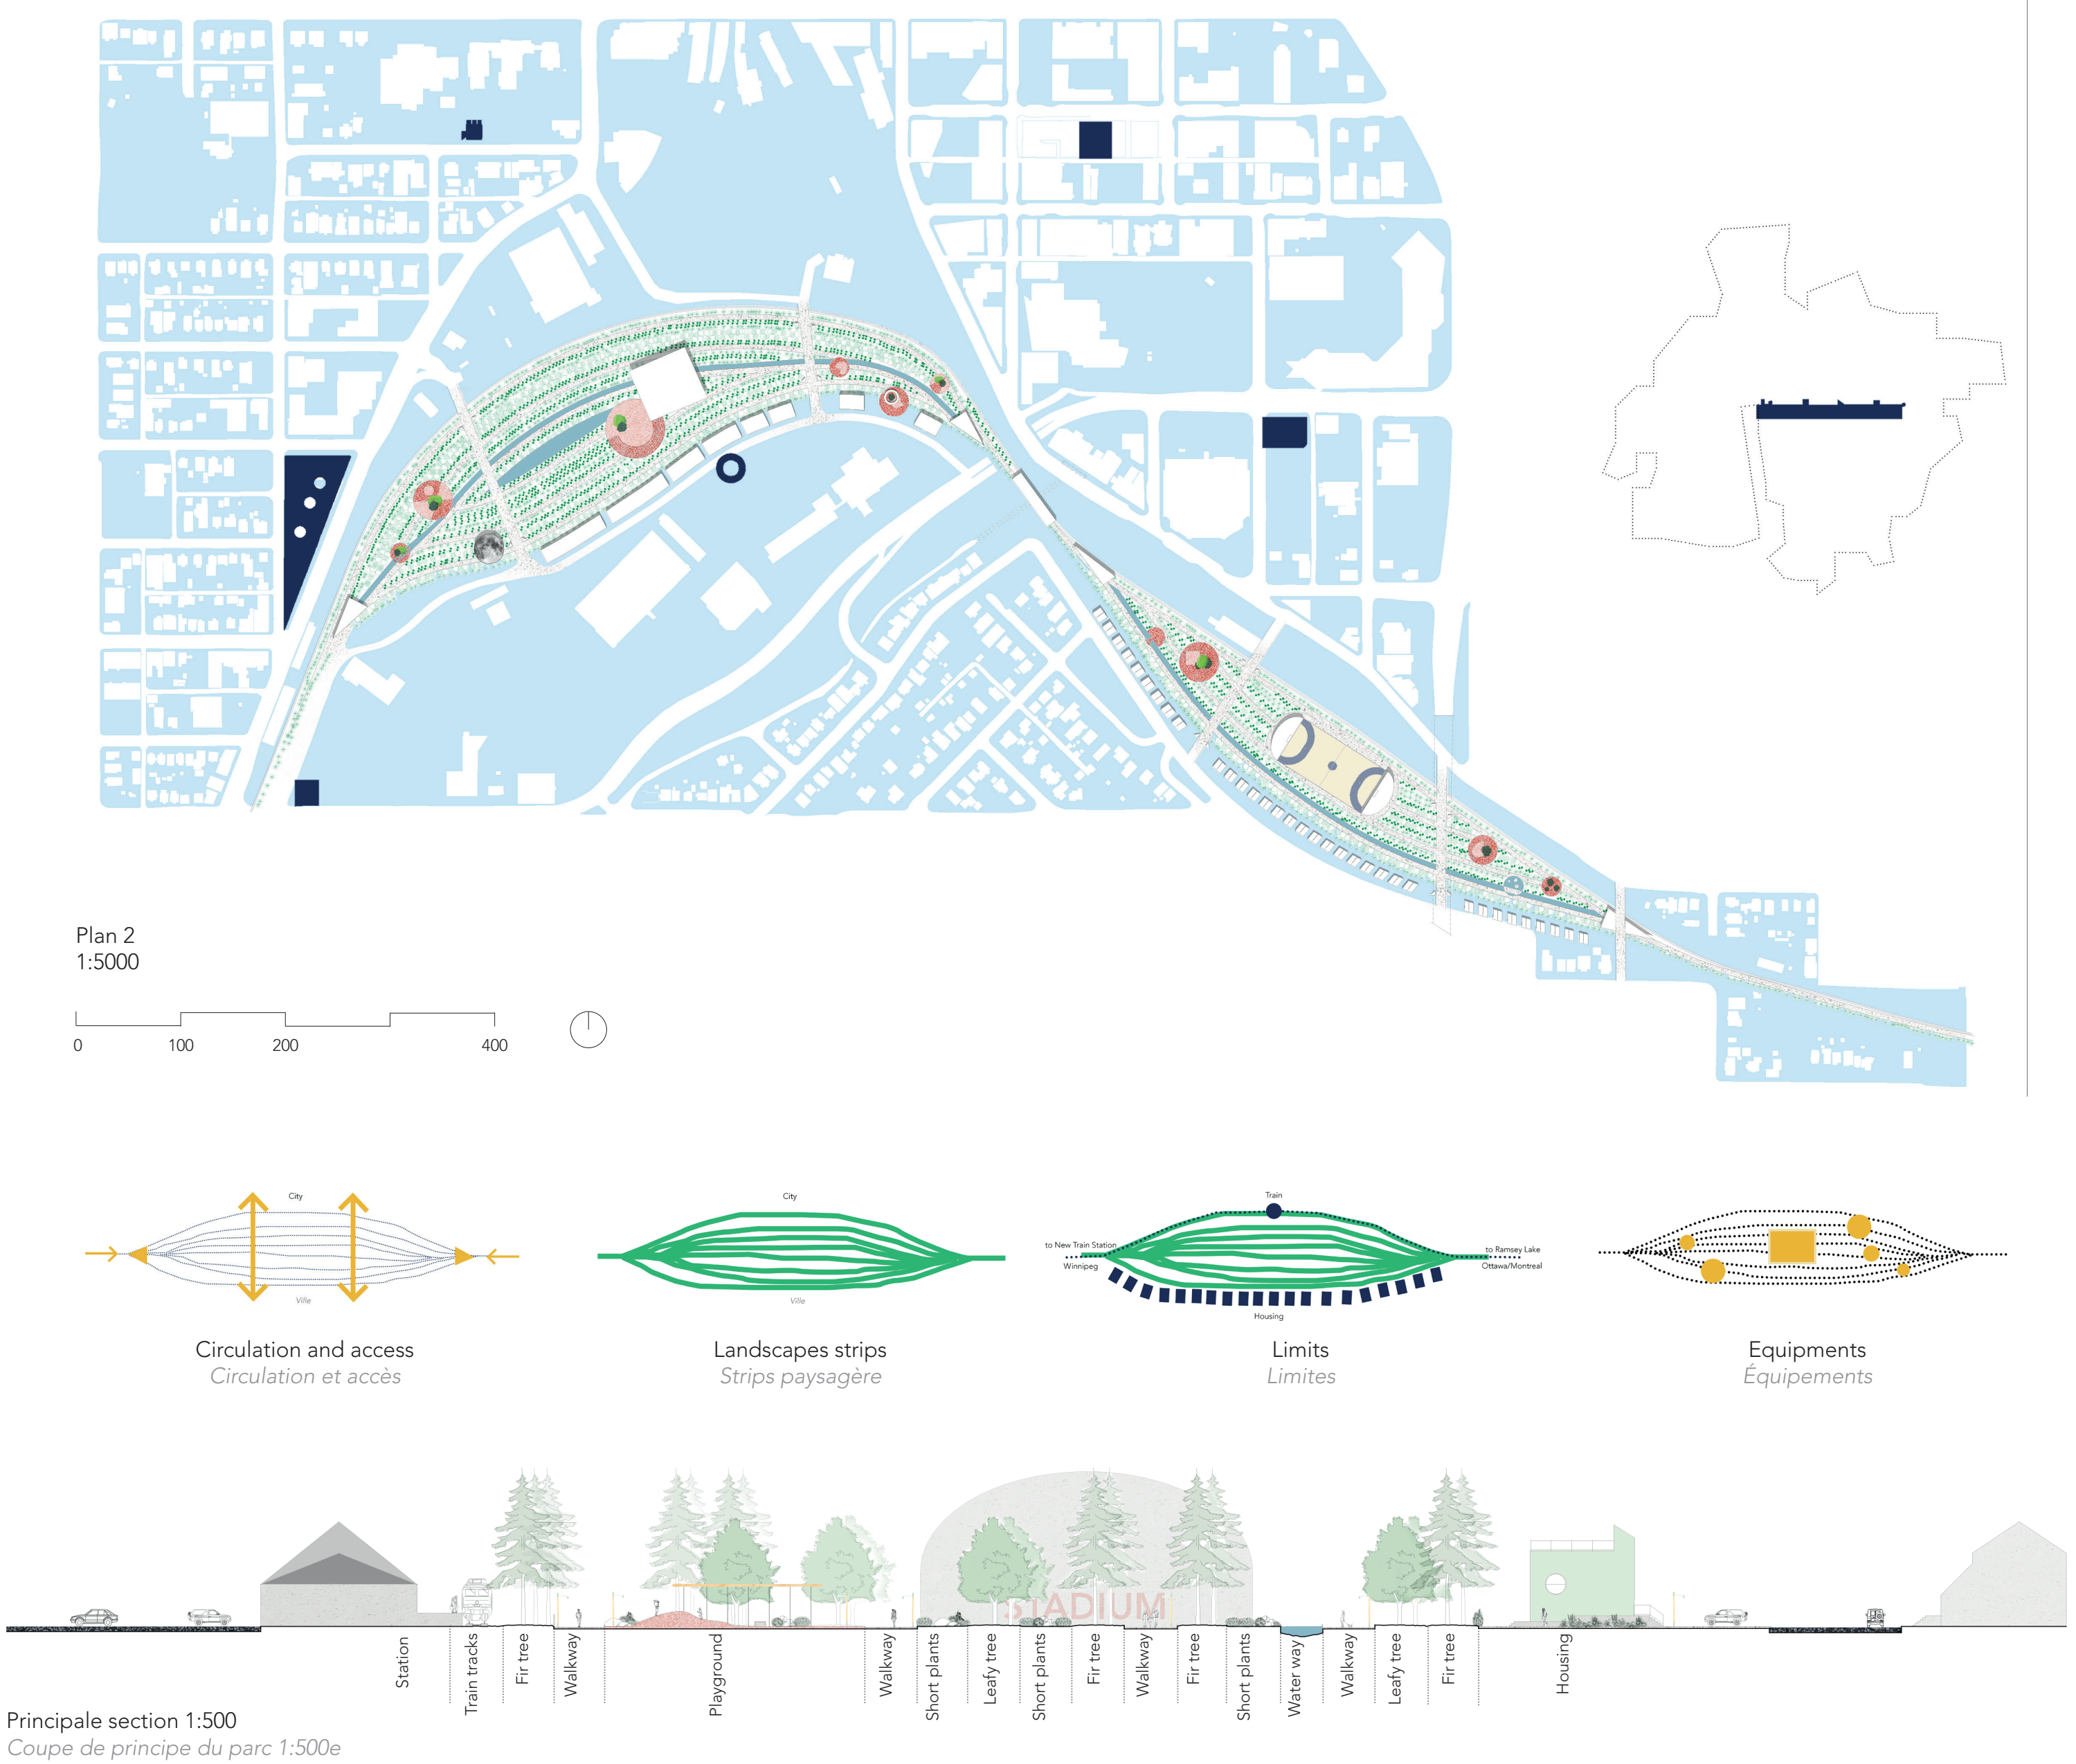 Plan 2
1:5000
0 100 200 400
City
Ville
Circulation and access
Circulation et accès
City
Ville
Landscapes strips
Strips paysagère
Train
to New Train Station
Winnipeg
to Ramsey Lake
Ottawa/Montreal
Housing
Limits
Limites
Equipments
Équipements
STADIUM
Station
Train tracks
Fir tree
Walkway
Playground
Walkway
Short plants
Leafy tree
Short plants
Fir tree
Walkway
Fir tree
Short plants
Water way
Walkway
Leafy tree
Fir tree
Housing
Principale section 1:500
Coupe de principe du parc 1:500e